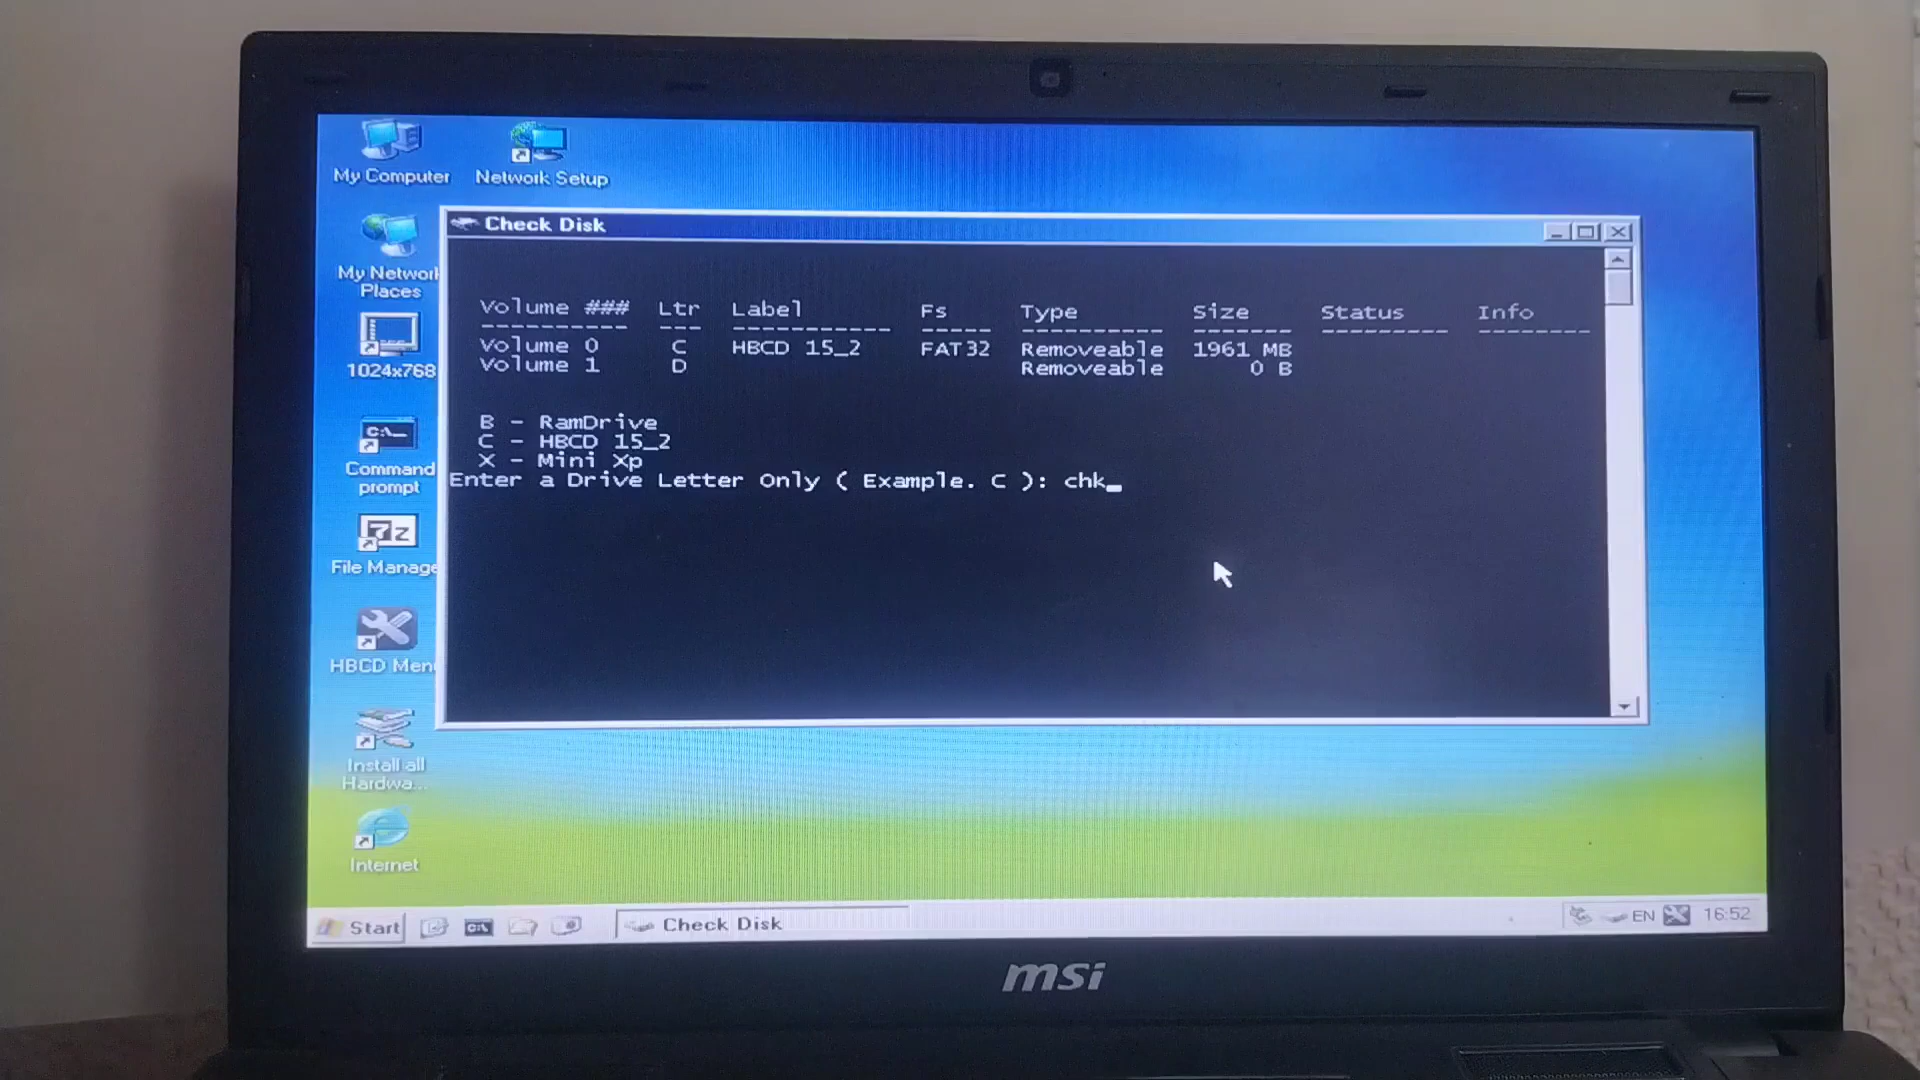 My Computer
Network Setup
Check Disk
My Network
Places
Volume ### Ltr Label Fs Type Size Status Info
---------- --- ----------- ----- ---------- ------- --------- --------
Volume 0 C HBCD 15_2 FAT32 Removeable 1961 MB
Volume 1 D Removeable 0 B
1024x768
B - RamDrive
C - HBCD 15_2
X - Mini Xp
Enter a Drive Letter Only ( Example. C ): chk_
C:\_
Command
prompt
7z
File Manage
HBCD Men
Install all
Hardwa...
Internet
Start
C:\
Check Disk
EN
16:52
msi